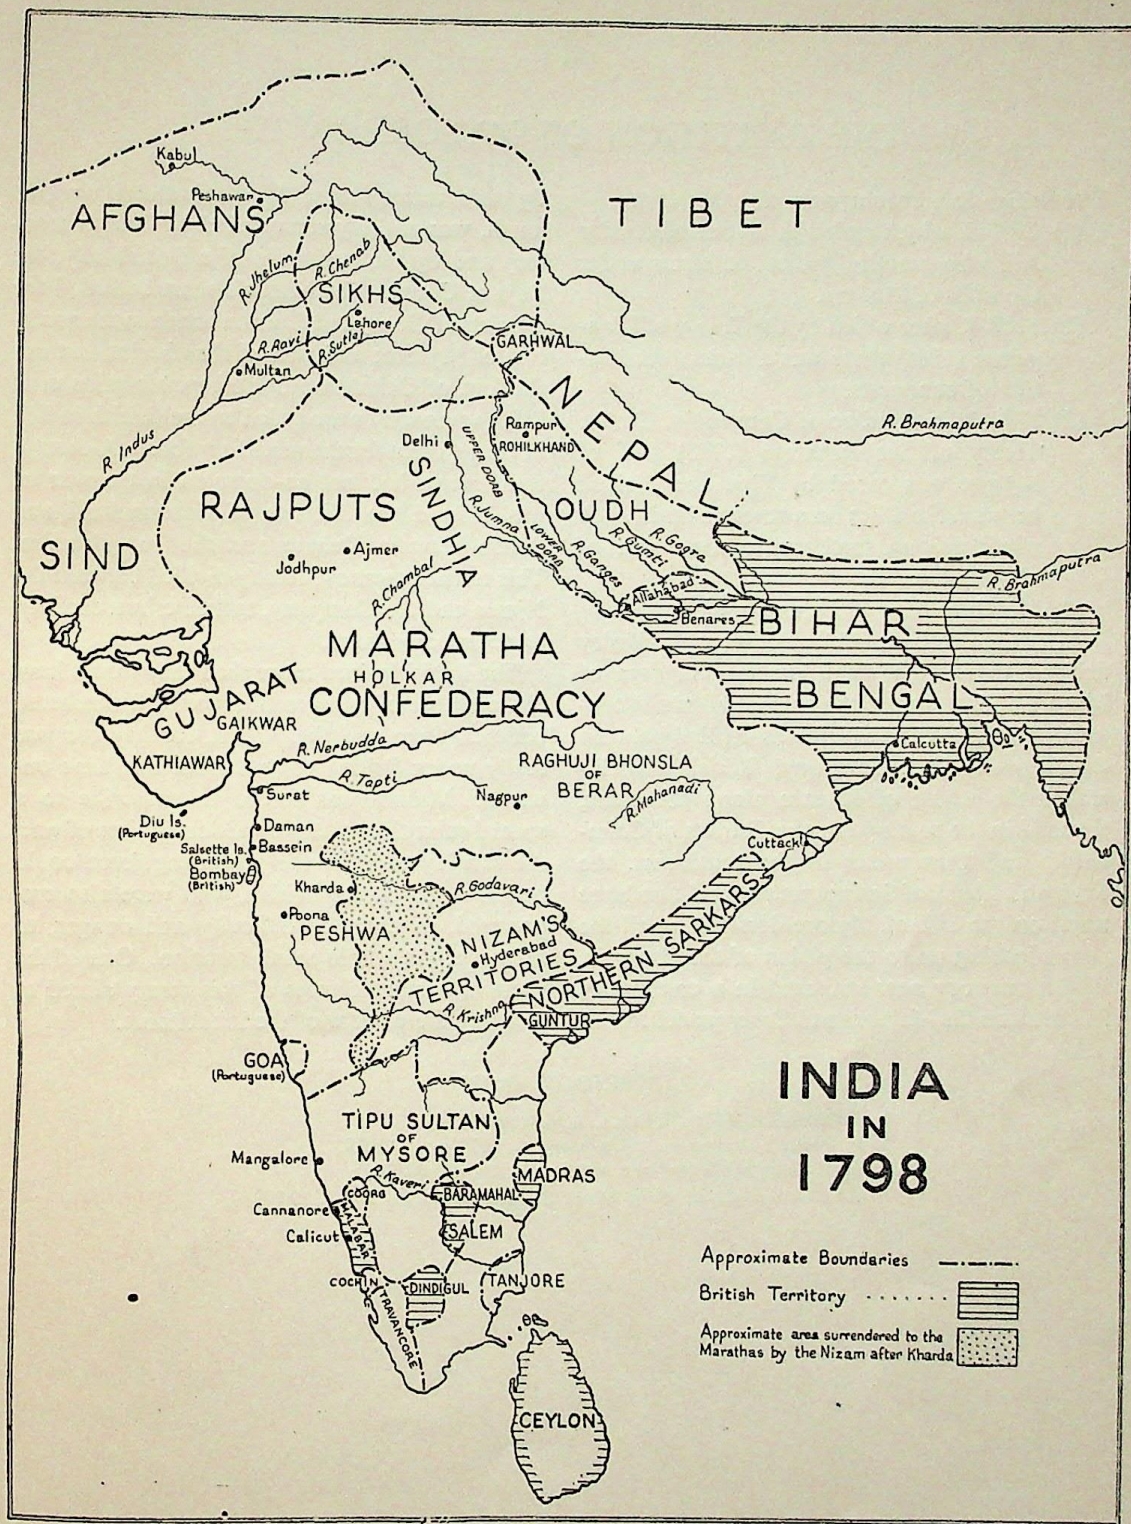 Kabul
Peshawar
AFGHANS
TIBET
R. Jhelum
R. Chenab
SIKHS
Lahore
R. Ravi
R. Sutlej
Multan
GARHWAL
NEPAL
R. Brahmaputra
R. Indus
Delhi
UPPER DOAB
Rampur
ROHILKHAND
SINDHIA
RAJPUTS
OUDH
R. Jumna
LOWER DOAB
R. Ganges
R. Gumti
R. Gogra
SIND
Jodhpur
Ajmer
R. Chambal
Allahabad
Benares
R. Brahmaputra
BIHAR
MARATHA
HOLKAR
CONFEDERACY
BENGAL
GUJARAT
GAIKWAR
KATHIAWAR
R. Nerbudda
Calcutta
RAGHUJI BHONSLA
OF
BERAR
R. Tapti
Surat
Nagpur
R. Mahanadi
Diu Is.
(Portuguese)
Daman
Salsette Is.
(British)
Bassein
Bombay
(British)
Cuttack
Kharda
R. Godavari
Poona
PESHWA
NIZAM'S
Hyderabad
TERRITORIES
NORTHERN SARKARS
R. Krishna
GUNTUR
GOA
(Portuguese)
INDIA
IN
1798
TIPU SULTAN
OF
MYSORE
Mangalore
R. Kaveri
MADRAS
COORG
BARAMAHAL
Cannanore
MALABAR
Calicut
SALEM
COCHIN
DINDIGUL
TANJORE
TRAVANCORE
CEYLON
Approximate Boundaries
British Territory
Approximate area surrendered to the
Marathas by the Nizam after Kharda